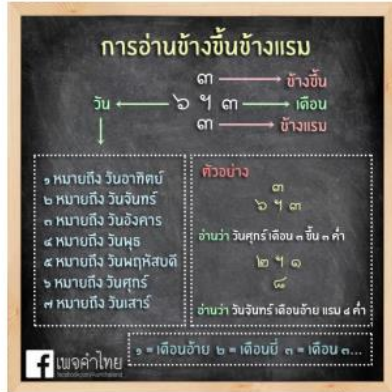 การอ่านข้างขึ้นข้างแรม
๓ ข้างขึ้น
วัน ๖ ฯ ๓ เดือน
๓ ข้างแรม
๑ หมายถึง วันอาทิตย์
๒ หมายถึง วันจันทร์
๓ หมายถึง วันอังคาร
๔ หมายถึง วันพุธ
๕ หมายถึง วันพฤหัสบดี
๖ หมายถึง วันศุกร์
๗ หมายถึง วันเสาร์
ตัวอย่าง
๓
๖ ฯ ๓
อ่านว่า วันศุกร์ เดือน ๓ ขึ้น ๓ ค่ำ
๒ ฯ ๑
๘
อ่านว่า วันจันทร์ เดือนอ้าย แรม ๘ ค่ำ
๑ = เดือนอ้าย ๒ = เดือนยี่ ๓ = เดือน ๓...
f เพจคำไทย